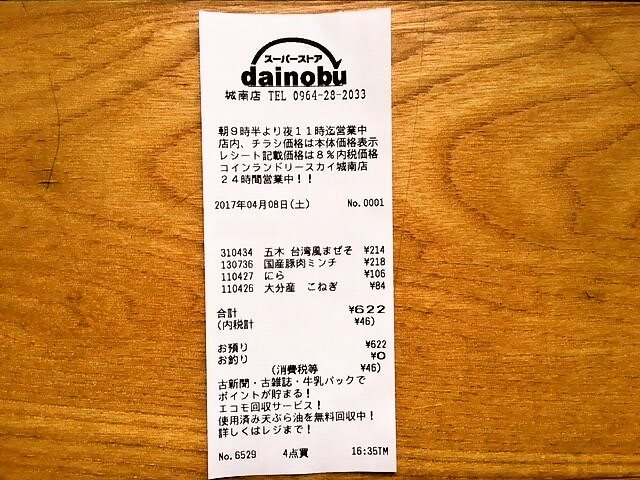 スーパーストア
dainobu
城南店 TEL 0964-28-2033
朝9時半より夜11時迄営業中
店内、チラシ価格は本体価格表示
レシート記載価格は8%内税価格
コインランドリースカイ城南店
24時間営業中!!
2017年04月08日(土) No.0001
310434 五木 台湾風まぜそ ¥214
130736 国産豚肉ミンチ ¥218
110427 にら ¥106
110426 大分産 こねぎ ¥84
合計 ¥622
(内税計 ¥46)
お預り ¥622
お釣り ¥0
(消費税等 ¥46)
古新聞・古雑誌・牛乳パックで
ポイントが貯まる!
エコモ回収サービス!
使用済み天ぷら油を無料回収中!
詳しくはレジまで!
No.6529 4点買 16:35TM